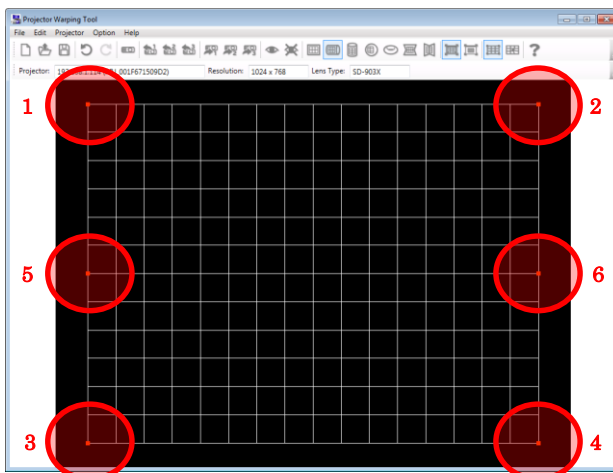 Projector Warping Tool
File Edit Projector Option Help
Projector: 001F671509D2) Resolution: 1024 x 768 Lens Type: SD-903X
1 2
5 6
3 4